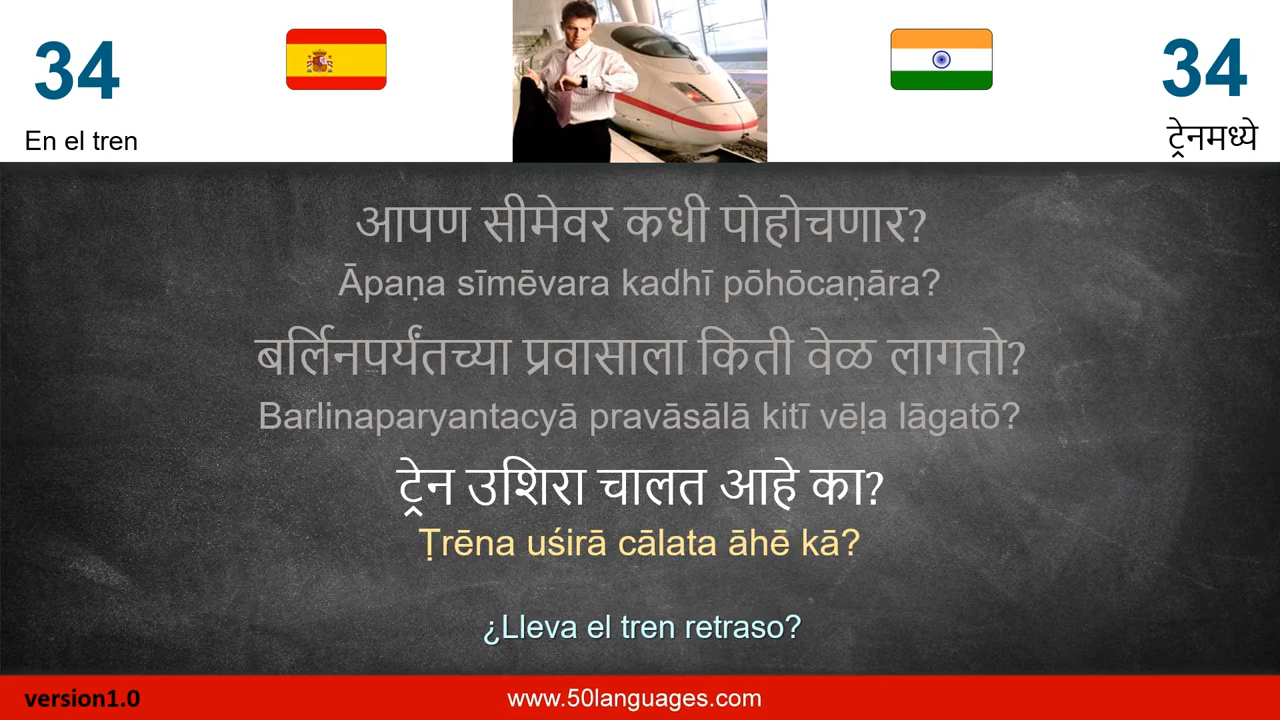 34
34
En el tren
ट्रेनमध्ये
आपण सीमेवर कधी पोहोचणार?
Āpaṇa sīmēvara kadhī pōhōcaṇāra?
बर्लिनपर्यंतच्या प्रवासाला किती वेळ लागतो?
Barlinaparyantacyā pravāsālā kitī vēḷa lāgatō?
ट्रेन उशिरा चालत आहे का?
Ṭrēna uśirā cālata āhē kā?
¿Lleva el tren retraso?
version1.0
www.50languages.com